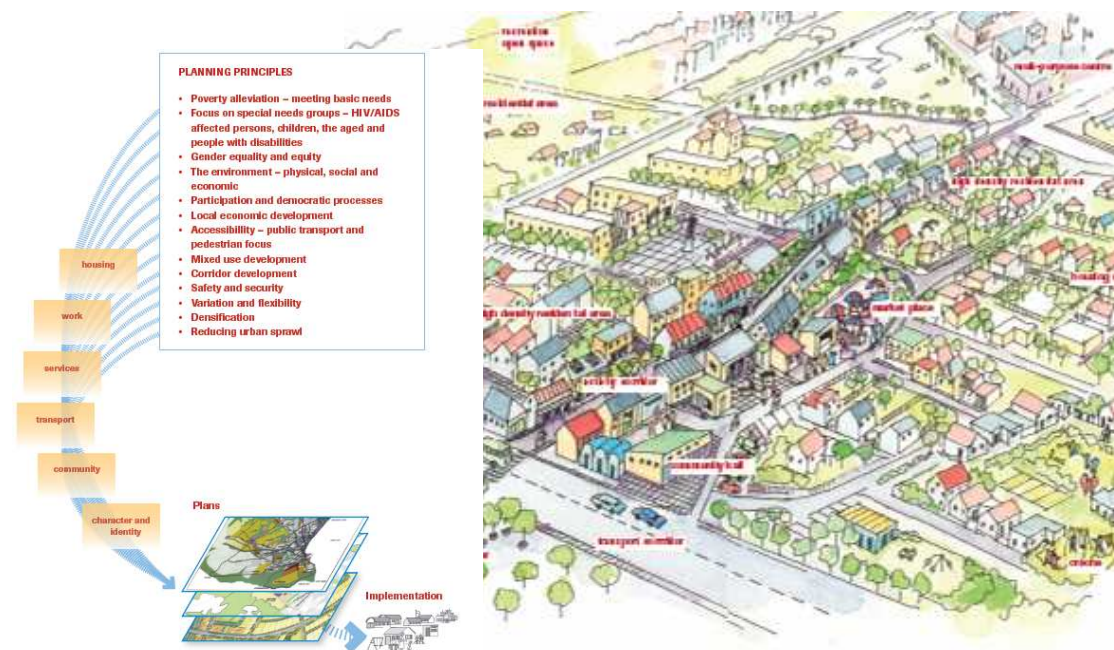 PLANNING PRINCIPLES
• Poverty alleviation – meeting basic needs
• Focus on special needs groups – HIV/AIDS
affected persons, children, the aged and
people with disabilities
• Gender equality and equity
• The environment – physical, social and
economic
• Participation and democratic processes
• Local economic development
• Accessibility – public transport and
pedestrian focus
• Mixed use development
• Corridor development
• Safety and security
• Variation and flexibility
• Densification
• Reducing urban sprawl
housing
work
services
transport
community
character and
identity
Plans
Implementation
recreation
open space
multi-purpose centre
residential area
high density residential area
housing
market place
high density residential area
activity corridor
community hall
transport corridor
creche